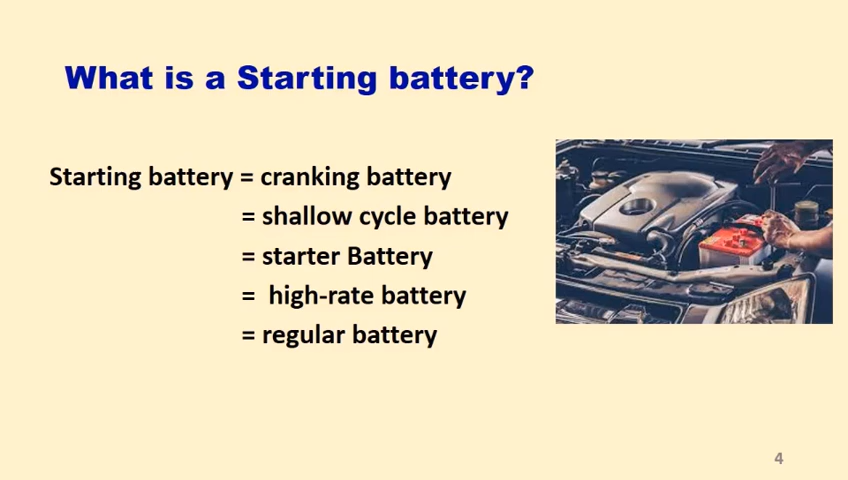 What is a Starting battery?
Starting battery = cranking battery
= shallow cycle battery
= starter Battery
= high-rate battery
= regular battery
4